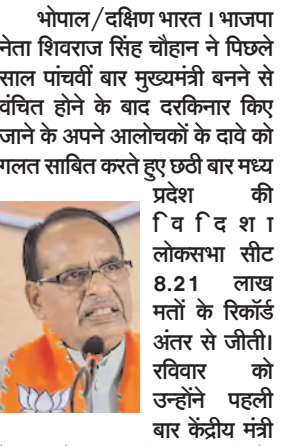 भोपाल/दक्षिण भारत। भाजपा
नेता शिवराज सिंह चौहान ने पिछले
साल पांचवीं बार मुख्यमंत्री बनने से
वंचित होने के बाद दरकिनार किए
जाने के अपने आलोचकों के दावे को
गलत साबित करते हुए छठी बार मध्य
प्रदेश की
विदिशा
लोकसभा सीट
8.21 लाख
मतों के रिकॉर्ड
अंतर से जीती।
रविवार को
उन्होंने पहली
बार केंद्रीय मंत्री